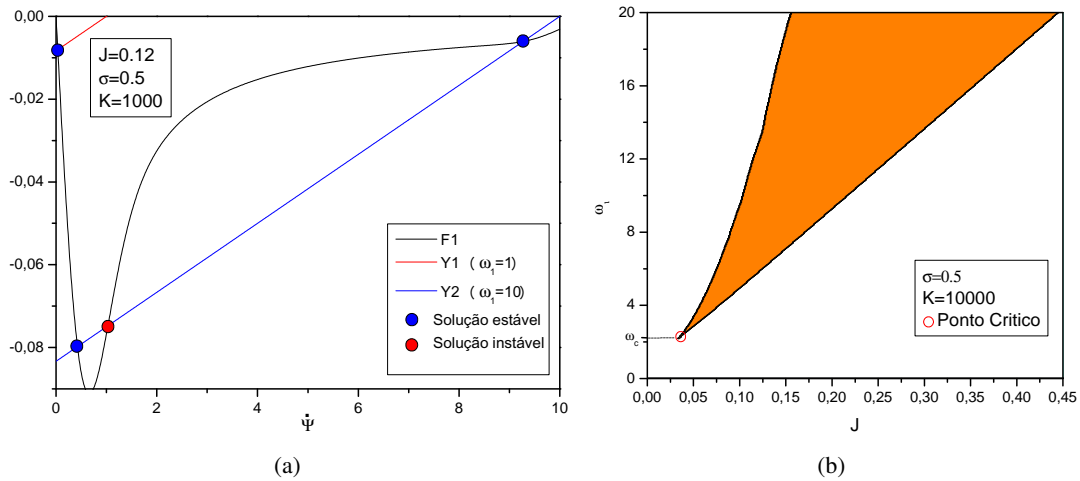 0,00
-0,02
-0,04
-0,06
-0,08
0 2 4 6 8 10
Ψ̇
J=0.12
σ=0.5
K=1000
F1
Y1 ( ω₁=1)
Y2 ( ω₁=10)
Solução estável
Solução instável
(a)
20
16
12
8
4
ω_c
0
ω₁
0,00 0,05 0,10 0,15 0,20 0,25 0,30 0,35 0,40 0,45
J
σ=0.5
K=10000
Ponto Critico
(b)